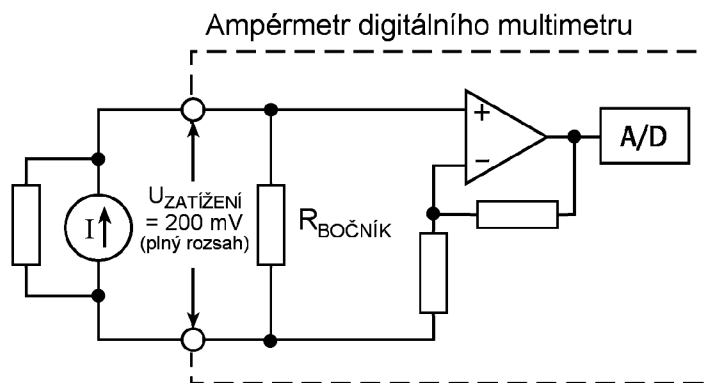 Ampérmetr digitálního multimetru
U_ZATÍŽENÍ
= 200 mV
(plný rozsah)
I
R_BOČNÍK
+
−
A/D